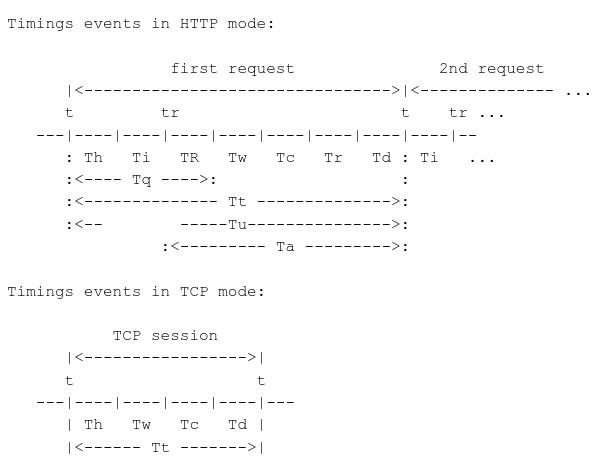 Timings events in HTTP mode:

                 first request               2nd request
      |<-------------------------------->|<-------------- ...
      t         tr                       t    tr ...
   ---|----|----|----|----|----|----|----|----|--
      : Th   Ti   TR   Tw   Tc   Tr   Td : Ti   ...
      :<---- Tq ---->:                   :
      :<-------------- Tt -------------->:
      :<--        -----Tu--------------->:
                :<--------- Ta --------->:

Timings events in TCP mode:

           TCP session
      |<----------------->|
      t                   t
   ---|----|----|----|----|---
      | Th   Tw   Tc   Td |
      |<------ Tt ------->|